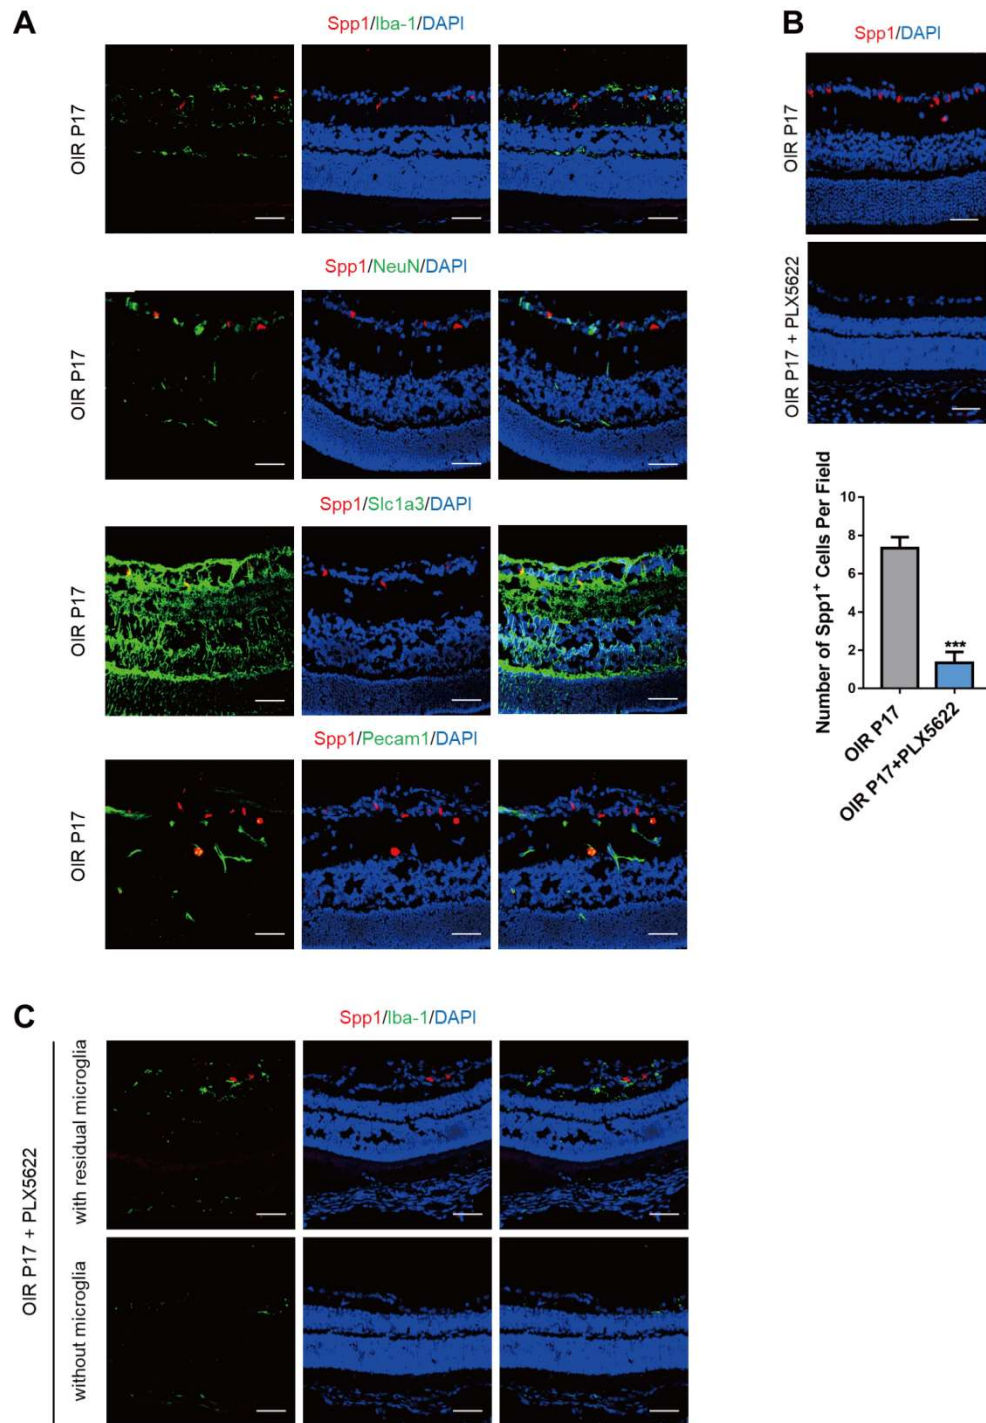 A
Spp1/Iba-1/DAPI
OIR P17
Spp1/NeuN/DAPI
OIR P17
Spp1/Slc1a3/DAPI
OIR P17
Spp1/Pecam1/DAPI
OIR P17
B
Spp1/DAPI
OIR P17
OIR P17 + PLX5622
Number of Spp1+ Cells Per Field
10
8
6
4
2
0
***
OIR P17
OIR P17+PLX5622
C
Spp1/Iba-1/DAPI
OIR P17 + PLX5622
with residual microglia
without microglia